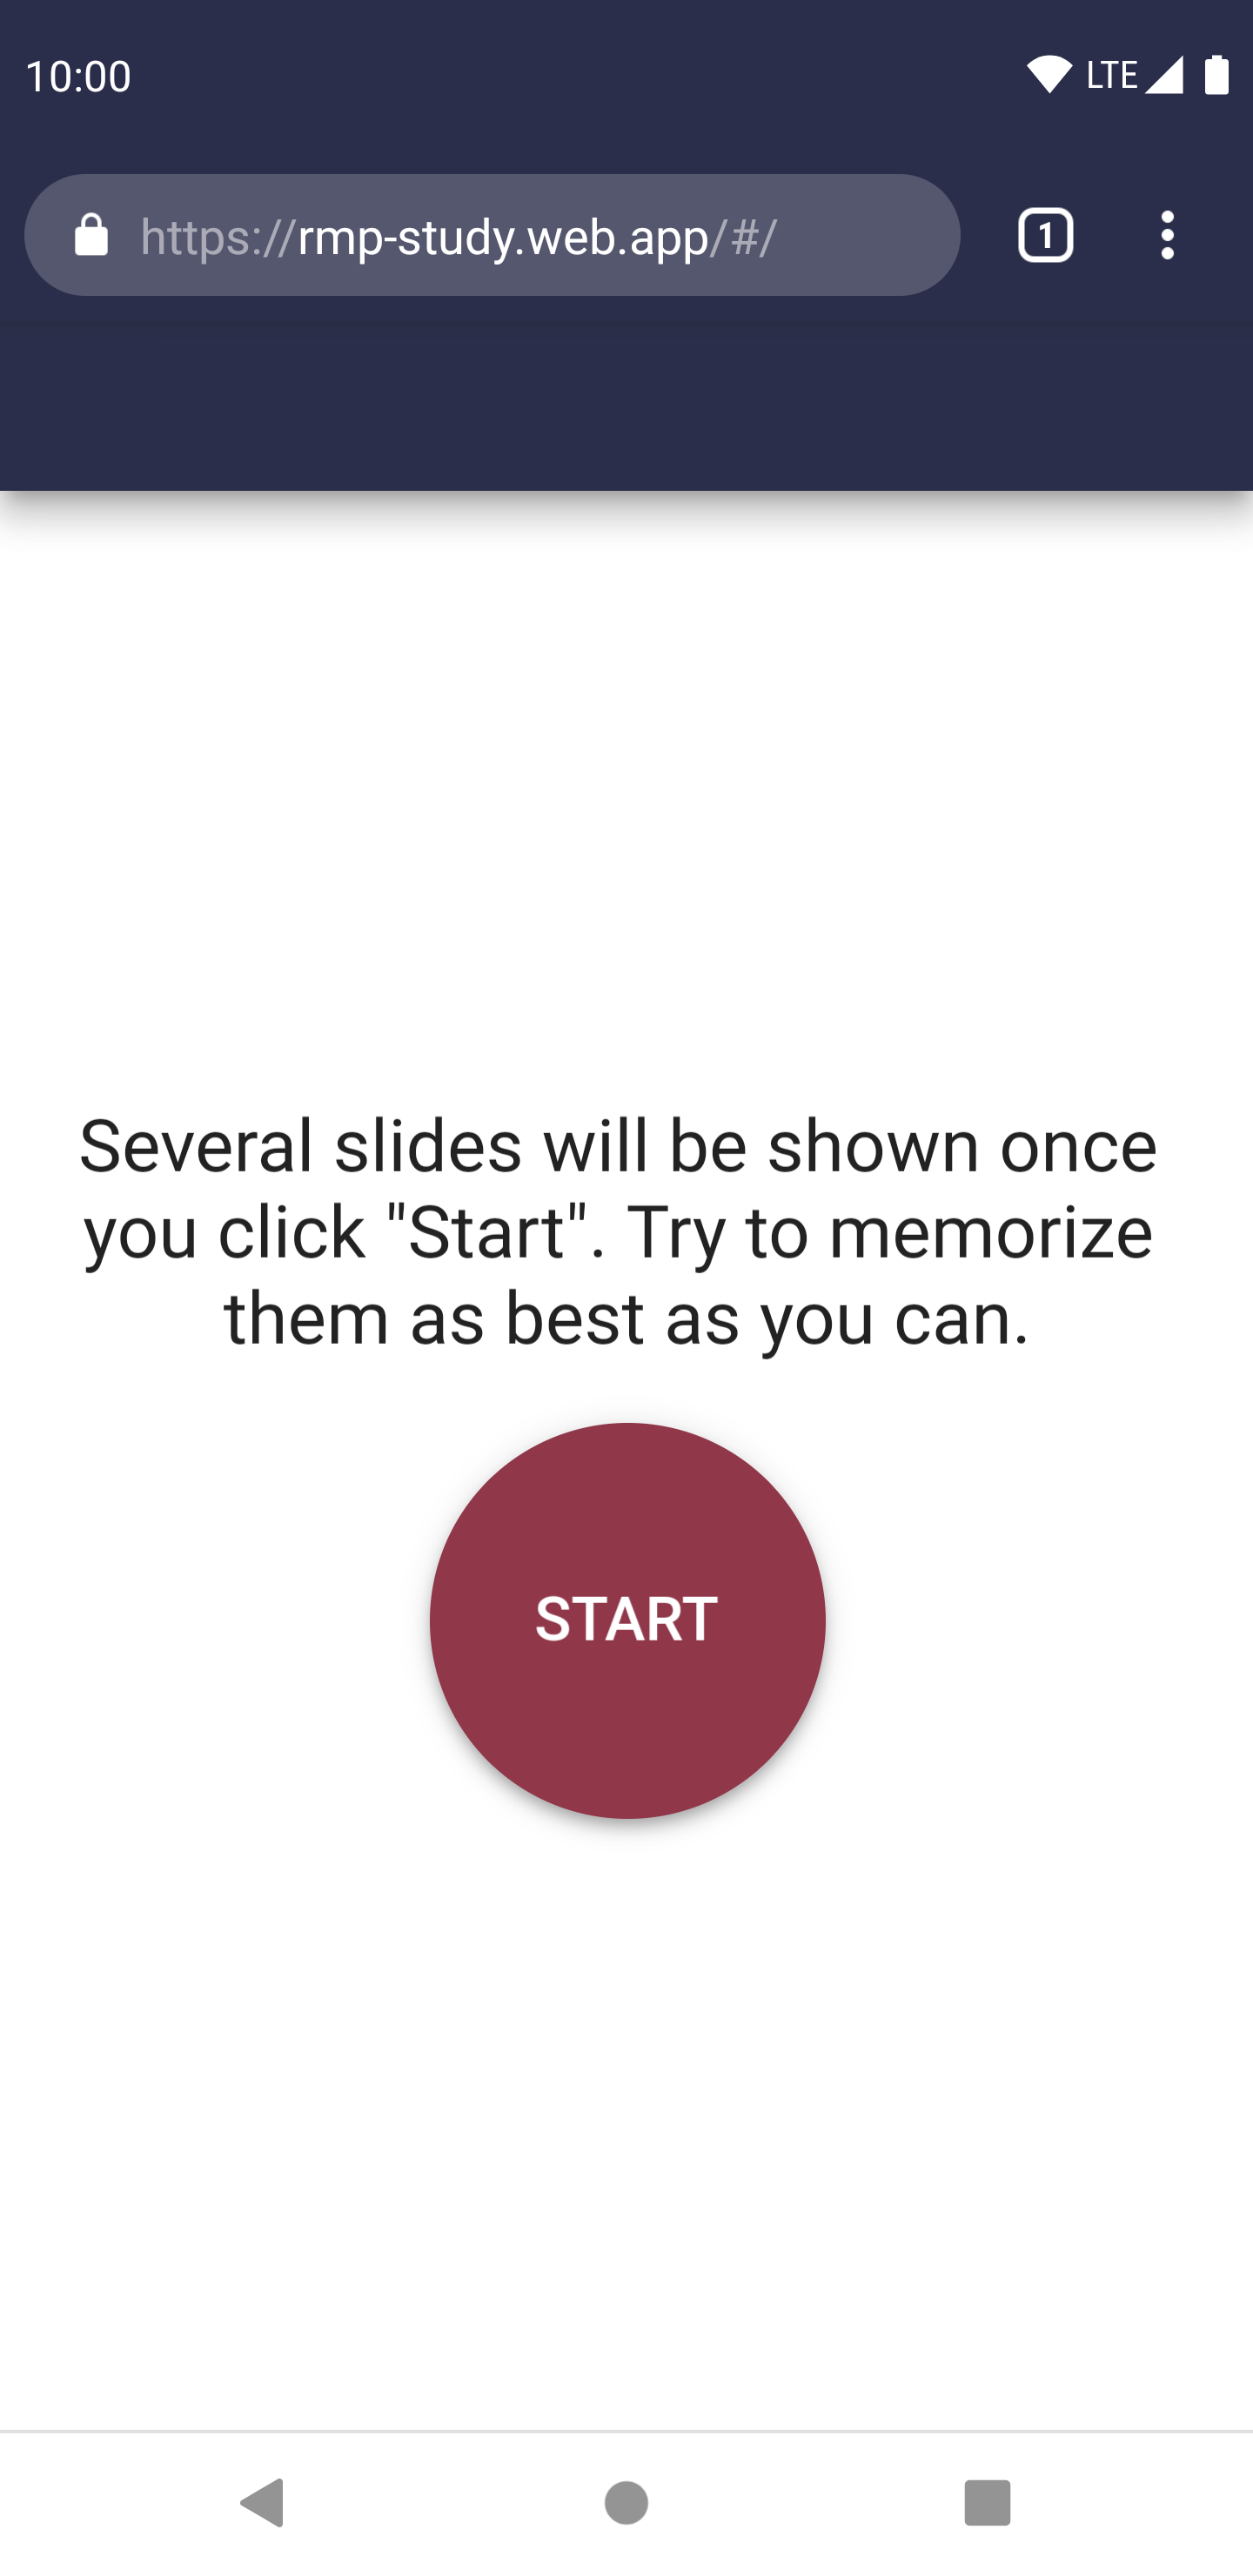 10:00
LTE
https://rmp-study.web.app/#/
1
Several slides will be shown once
you click "Start". Try to memorize
them as best as you can.
START